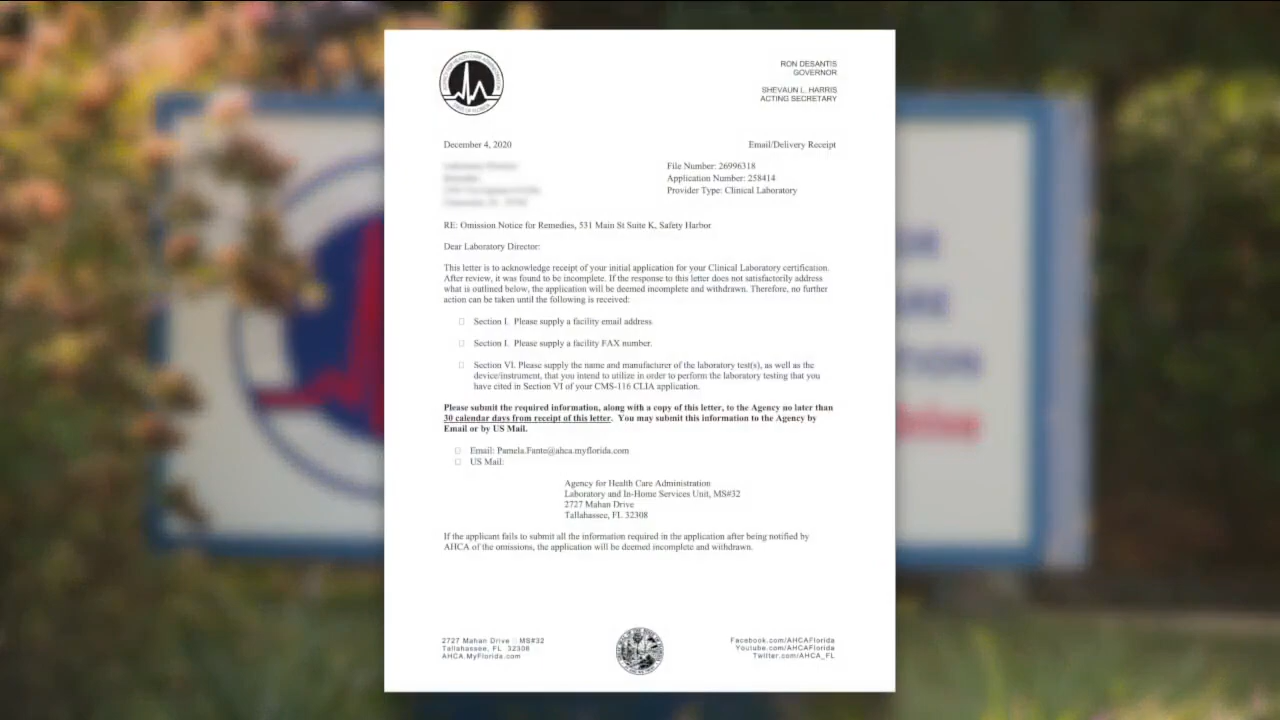 RON DESANTIS
GOVERNOR
SHEVAUN L. HARRIS
ACTING SECRETARY
December 4, 2020
Email/Delivery Receipt
File Number: 26996318
Application Number: 258414
Provider Type: Clinical Laboratory
RE: Omission Notice for Remedies, 531 Main St Suite K, Safety Harbor
Dear Laboratory Director:
This letter is to acknowledge receipt of your initial application for your Clinical Laboratory certification.
After review, it was found to be incomplete. If the response to this letter does not satisfactorily address
what is outlined below, the application will be deemed incomplete and withdrawn. Therefore, no further
action can be taken until the following is received:
Section I. Please supply a facility email address.
Section I. Please supply a facility FAX number.
Section VI. Please supply the name and manufacturer of the laboratory test(s), as well as the
device/instrument, that you intend to utilize in order to perform the laboratory testing that you
have cited in Section VI of your CMS-116 CLIA application.
Please submit the required information, along with a copy of this letter, to the Agency no later than
30 calendar days from receipt of this letter. You may submit this information to the Agency by
Email or by US Mail.
Email: Pamela.Fante@ahca.myflorida.com
US Mail:
Agency for Health Care Administration
Laboratory and In-Home Services Unit, MS#32
2727 Mahan Drive
Tallahassee, FL 32308
If the applicant fails to submit all the information required in the application after being notified by
AHCA of the omissions, the application will be deemed incomplete and withdrawn.
2727 Mahan Drive MS#32
Tallahassee, FL 32308
AHCA.MyFlorida.com
Facebook.com/AHCAFlorida
Youtube.com/AHCAFlorida
Twitter.com/AHCA_FL